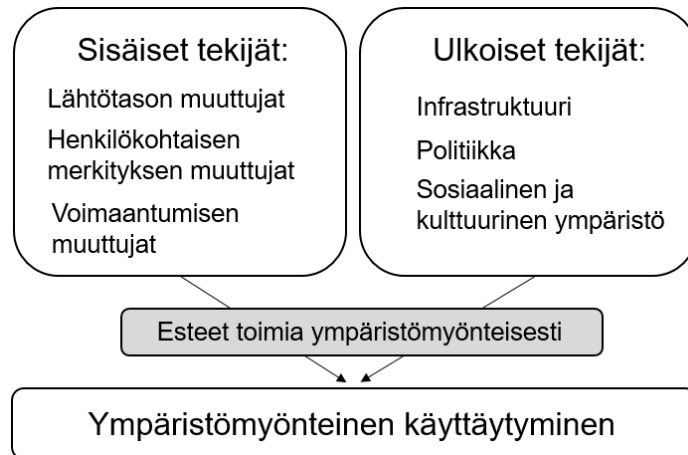 Sisäiset tekijät:
Lähtötason muuttujat
Henkilökohtaisen
merkityksen muuttujat
Voimaantumisen
muuttujat
Ulkoiset tekijät:
Infrastruktuuri
Politiikka
Sosiaalinen ja
kulttuurinen ympäristö
Esteet toimia ympäristömyönteisesti
Ympäristömyönteinen käyttäytyminen